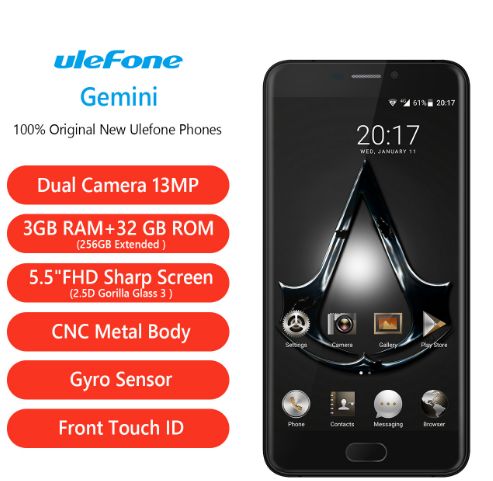 uleFone
Gemini
100% Original New Ulefone Phones
Dual Camera 13MP
3GB RAM+32 GB ROM
(256GB Extended )
5.5"FHD Sharp Screen
(2.5D Gorilla Glass 3 )
CNC Metal Body
Gyro Sensor
Front Touch ID
4G 61% 20:17
20:17
WED, JANUARY 11
Settings Camera Gallery Play Store
Phone Contacts Messaging Browser